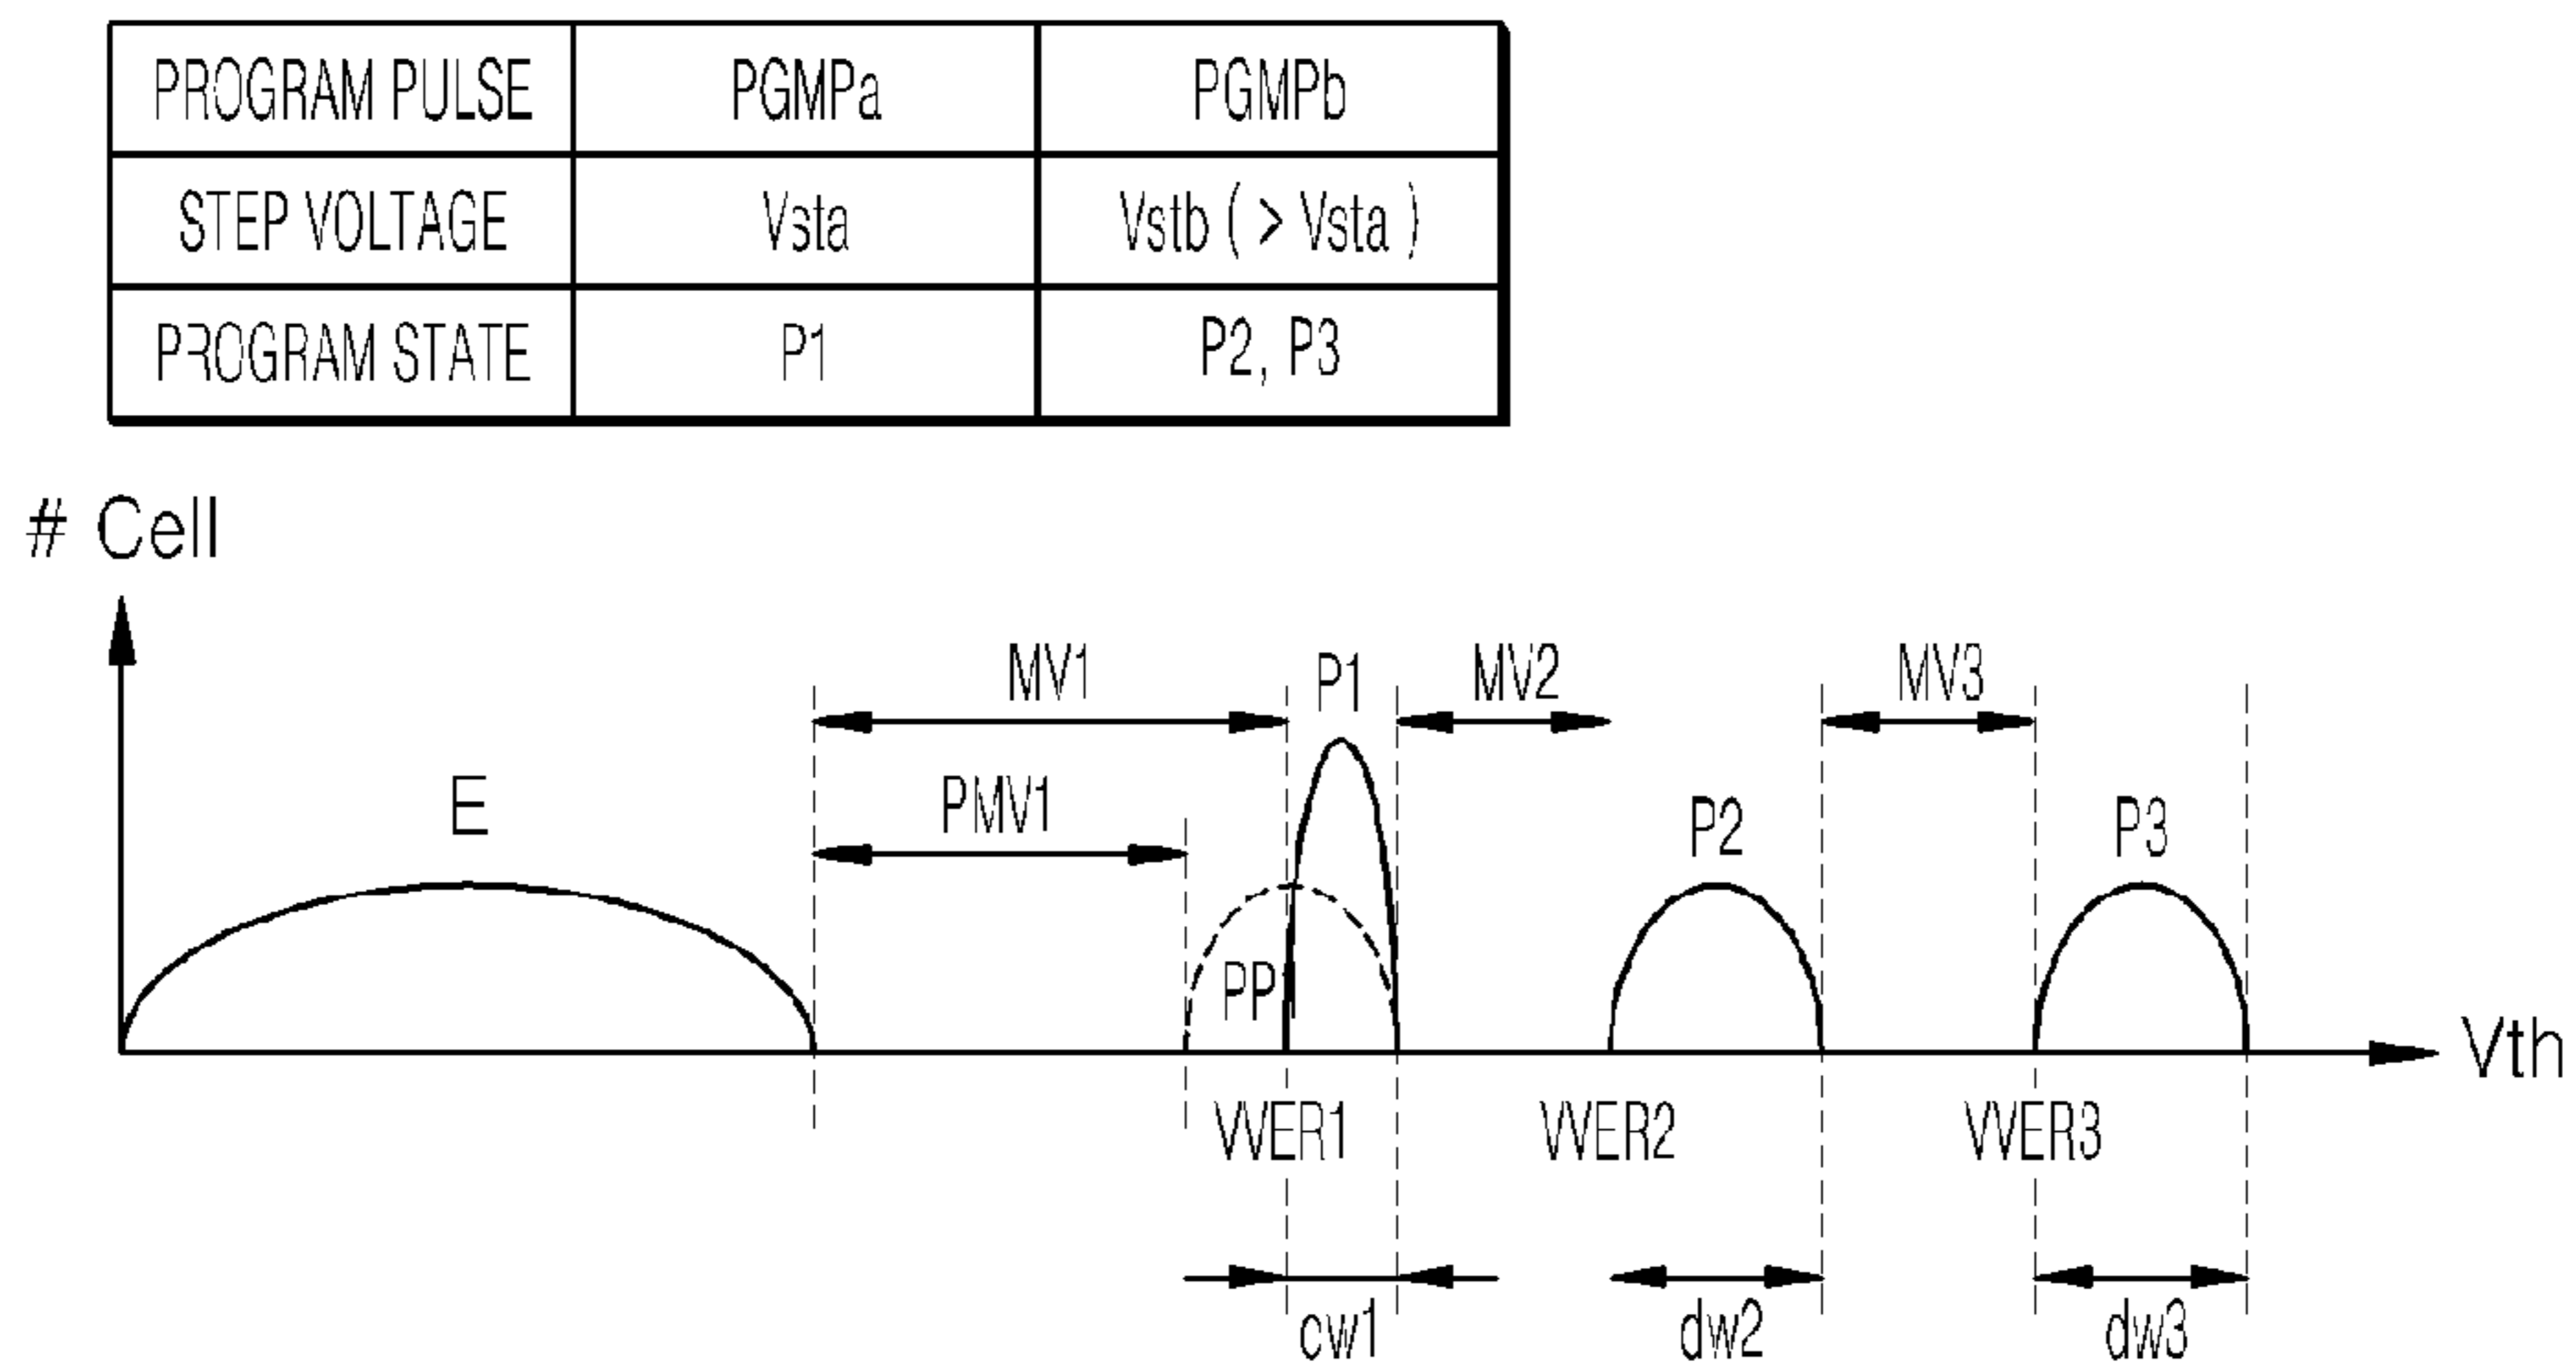 PROGRAM PULSE PGMPa PGMPb
STEP VOLTAGE Vsta Vstb ( > Vsta )
PROGRAM STATE P1 P2, P3
# Cell
MV1 P1 MV2 MV3
E PMV1 P2 P3
PP1
Vth
VVER1 VVER2 VVER3
cw1 dw2 dw3